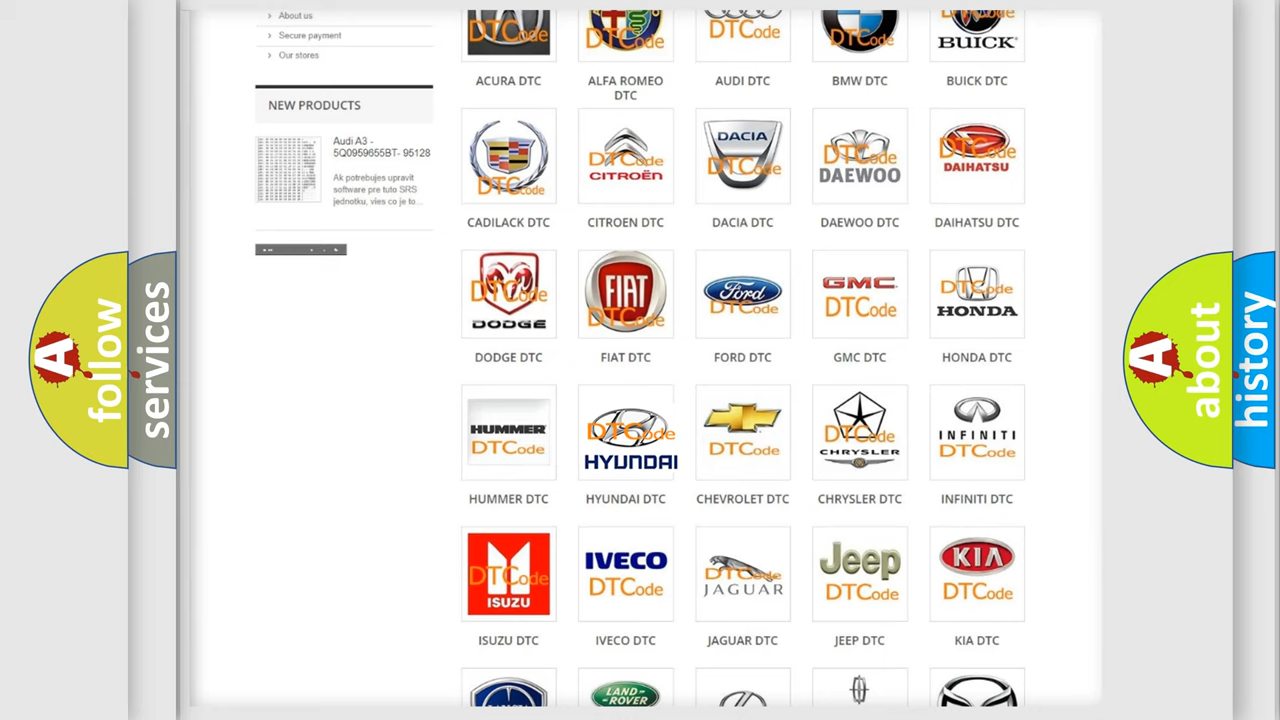 About us
Secure payment
Our stores
NEW PRODUCTS
Audi A3 -
5Q0959655BT- 95128
Ak potrebujes upravit
software pre tuto SRS
jednotku, vies co je to...
DTCode
DTCode
DTCode
DTCode
BUICK
ACURA DTC
ALFA ROMEO
DTC
AUDI DTC
BMW DTC
BUICK DTC
DTCode
DTCode
CITROËN
DACIA
DTCode
DTCode
DAEWOO
DTCode
DAIHATSU
CADILACK DTC
CITROEN DTC
DACIA DTC
DAEWOO DTC
DAIHATSU DTC
DTCode
DODGE
FIAT
DTCode
Ford
DTCode
GMC
DTCode
DTCode
HONDA
DODGE DTC
FIAT DTC
FORD DTC
GMC DTC
HONDA DTC
HUMMER
DTCode
DTCode
HYUNDAI
DTCode
DTCode
CHRYSLER
INFINITI
DTCode
HUMMER DTC
HYUNDAI DTC
CHEVROLET DTC
CHRYSLER DTC
INFINITI DTC
DTCode
ISUZU
IVECO
DTCode
DTCode
JAGUAR
Jeep
DTCode
KIA
DTCode
ISUZU DTC
IVECO DTC
JAGUAR DTC
JEEP DTC
KIA DTC
LAND-
ROVER
A
follow
services
A
about
history